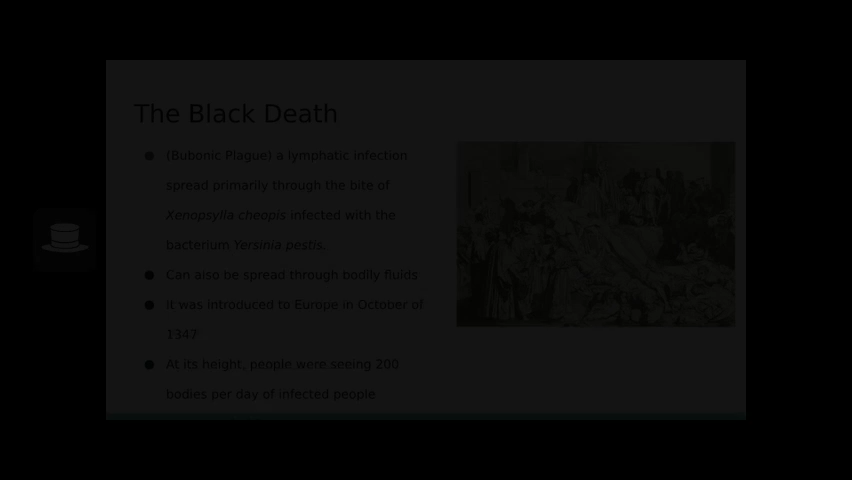 The Black Death
(Bubonic Plague) a lymphatic infection
spread primarily through the bite of
Xenopsylla cheopis infected with the
bacterium Yersinia pestis.
Can also be spread through bodily fluids
It was introduced to Europe in October of
1347
At its height, people were seeing 200
bodies per day of infected people